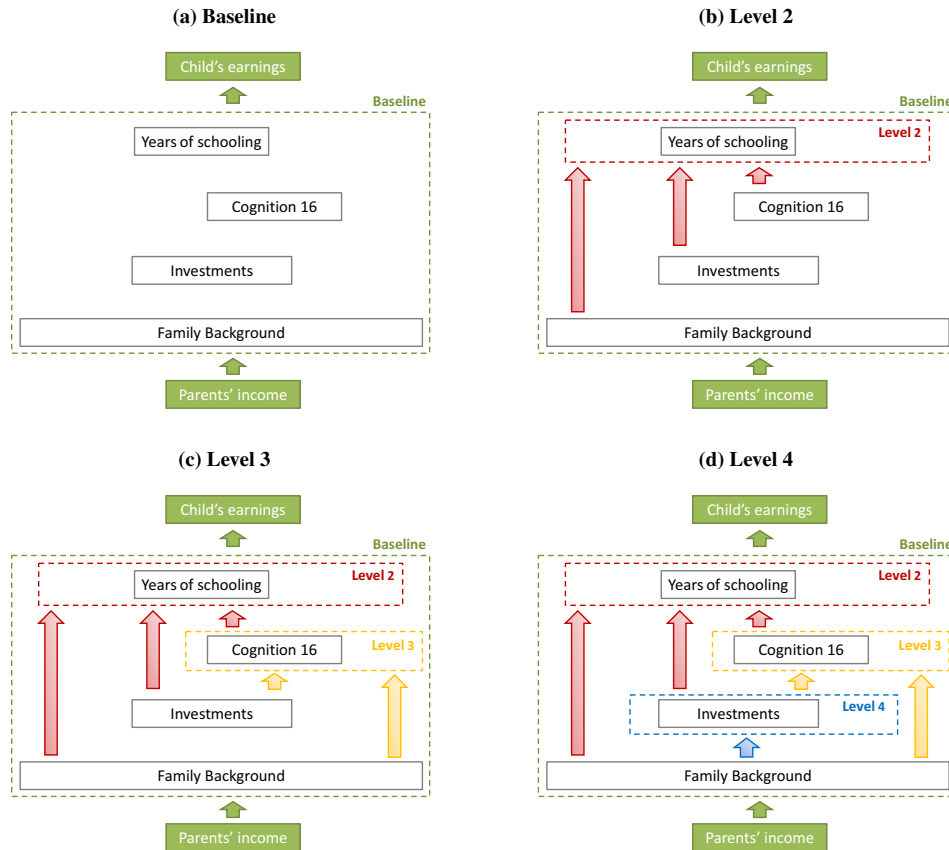 (a) Baseline
Child's earnings
Baseline
Years of schooling
Cognition 16
Investments
Family Background
Parents' income
(b) Level 2
Child's earnings
Baseline
Years of schooling
Level 2
Cognition 16
Investments
Family Background
Parents' income
(c) Level 3
Child's earnings
Baseline
Years of schooling
Level 2
Cognition 16
Level 3
Investments
Family Background
Parents' income
(d) Level 4
Child's earnings
Baseline
Years of schooling
Level 2
Cognition 16
Level 3
Investments
Level 4
Family Background
Parents' income